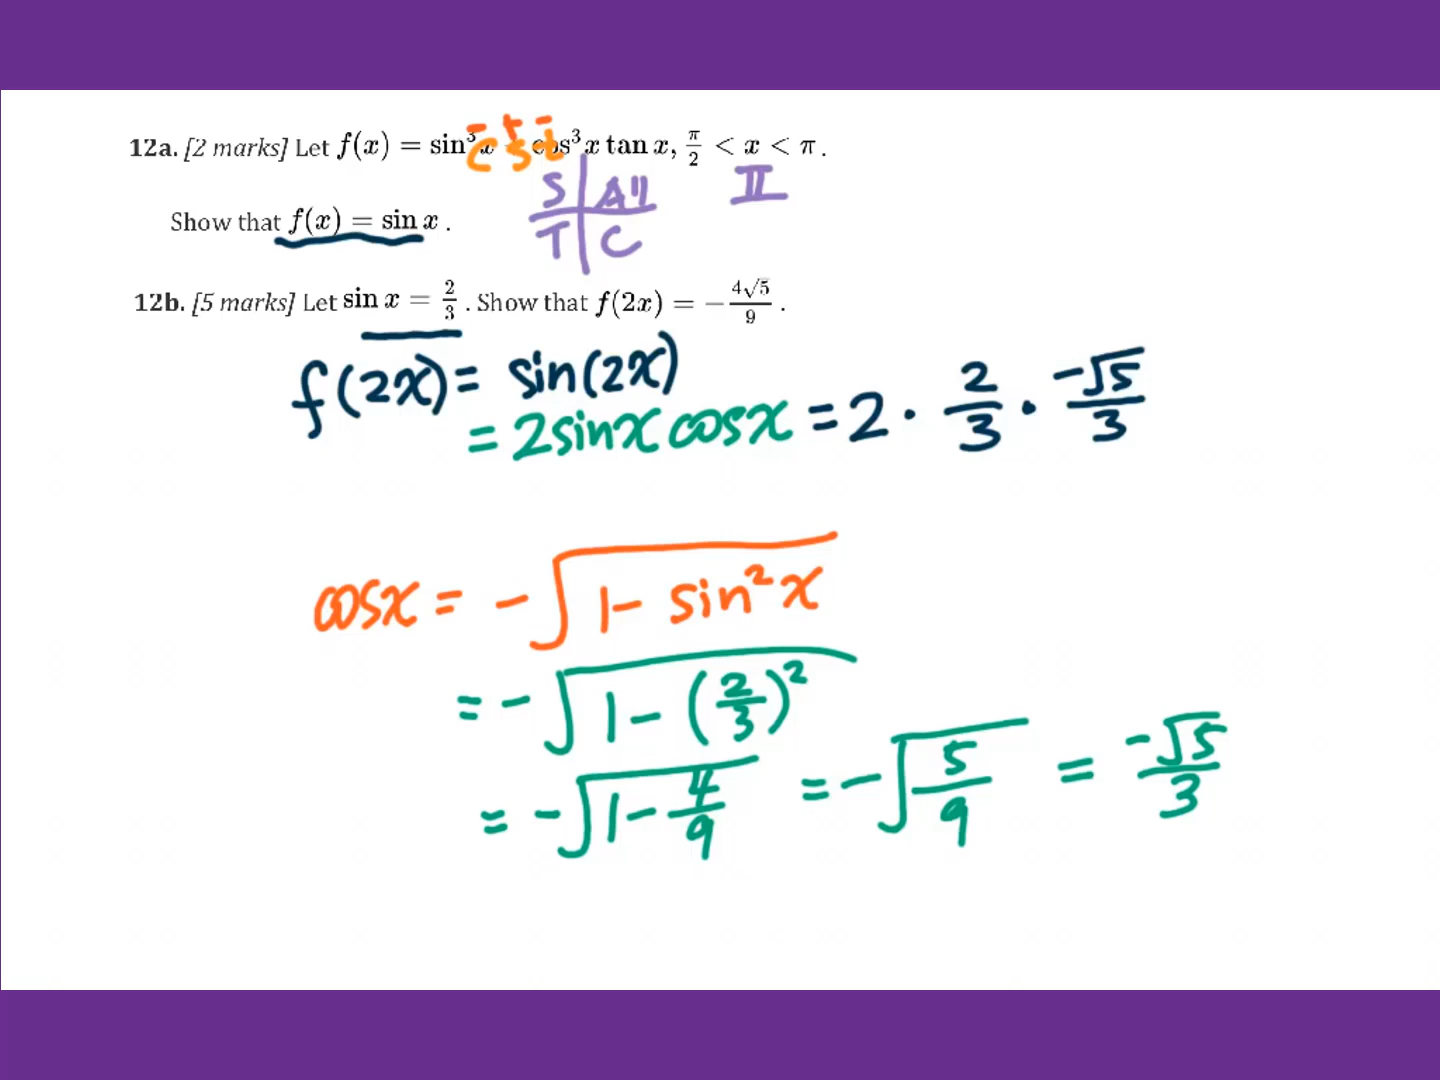 12a. [2 marks] Let f(x) = sin³ x + cos³ x tan x, π/2 < x < π .
c⁻ s⁺ t⁻
S All II
T C
Show that f(x) = sin x .
12b. [5 marks] Let sin x = 2/3 . Show that f(2x) = − 4√5/9 .
f(2x) = sin(2x)
= 2sinx cosx = 2 · 2/3 · -√5/3
cosx = -√(1 - sin²x)
= -√(1 - (2/3)²)
= -√(1 - 4/9) = -√(5/9) = -√5/3